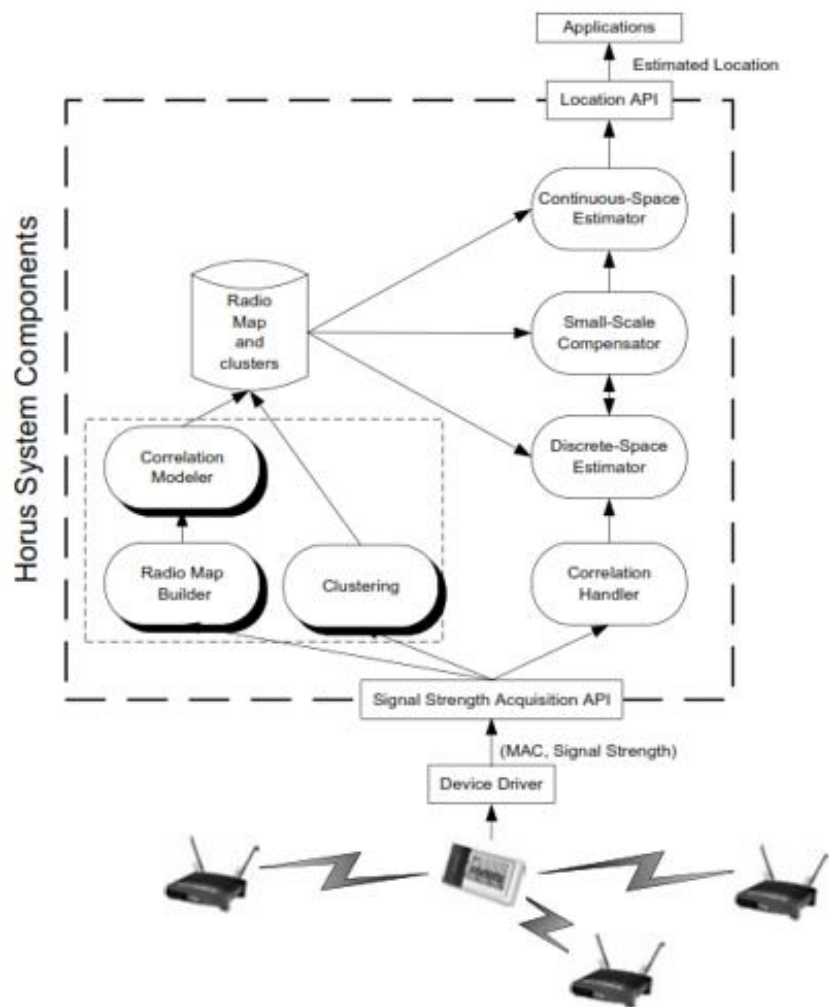 Applications
Estimated Location
Location API
Continuous-Space
Estimator
Radio
Map
and
clusters
Small-Scale
Compensator
Horus System Components
Correlation
Modeler
Discrete-Space
Estimator
Radio Map
Builder
Clustering
Correlation
Handler
Signal Strength Acquisition API
(MAC, Signal Strength)
Device Driver